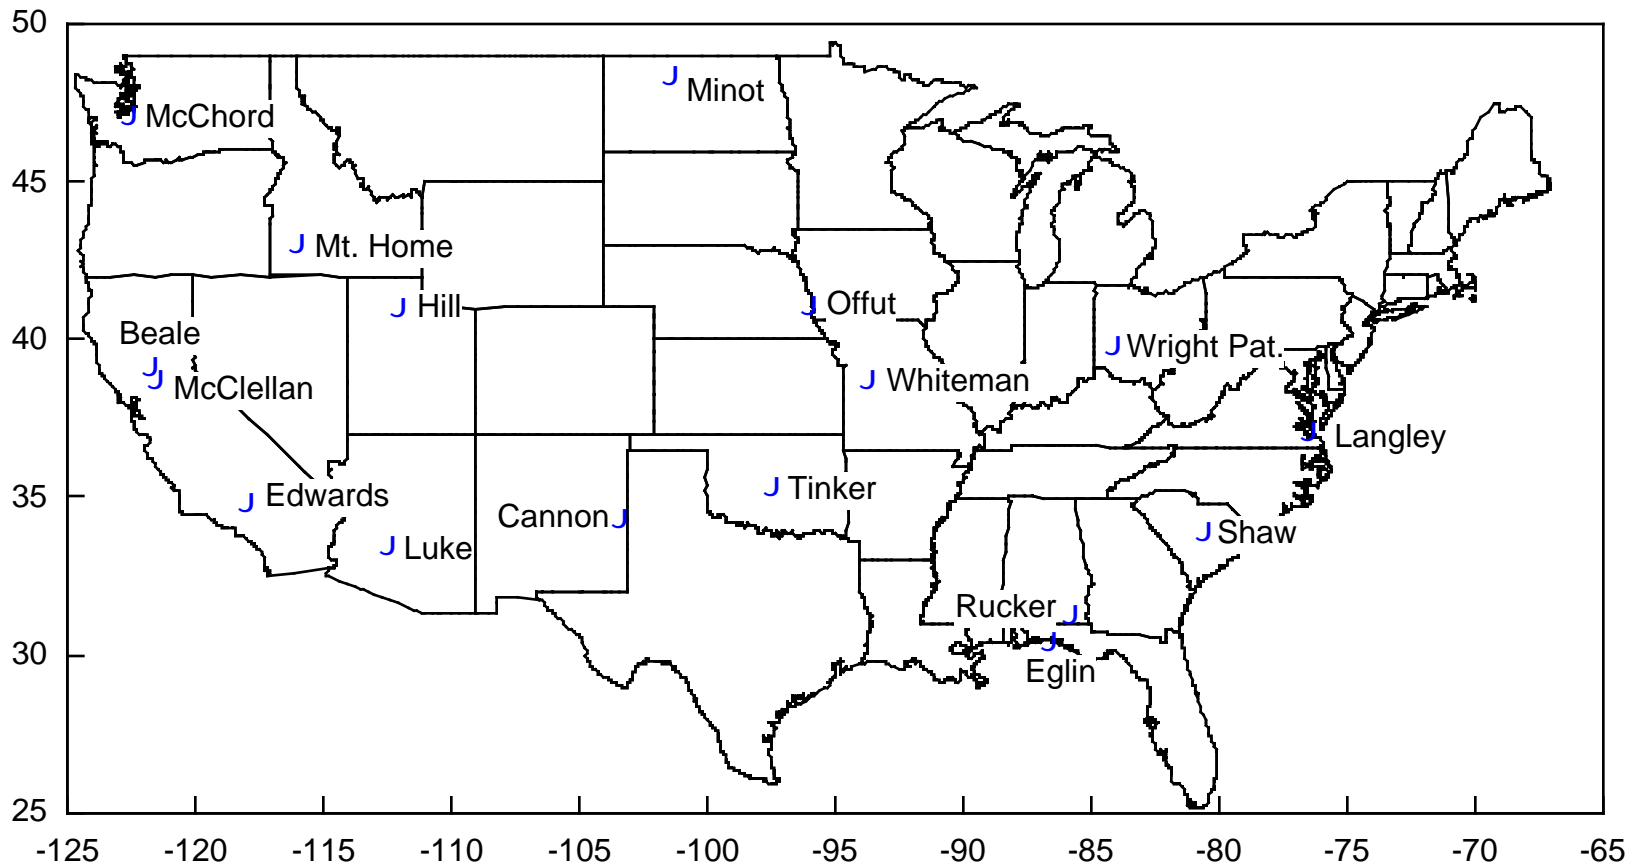 50
J
Minot
J McChord
45
J Mt. Home
J Hill
J Offut
Beale
40
J Wright Pat.
J
J McClellan
J Whiteman
J Langley
35
J Edwards
J Tinker
Cannon J
J Shaw
J Luke
Rucker J
30
J
Eglin
25
-125 -120 -115 -110 -105 -100 -95 -90 -85 -80 -75 -70 -65